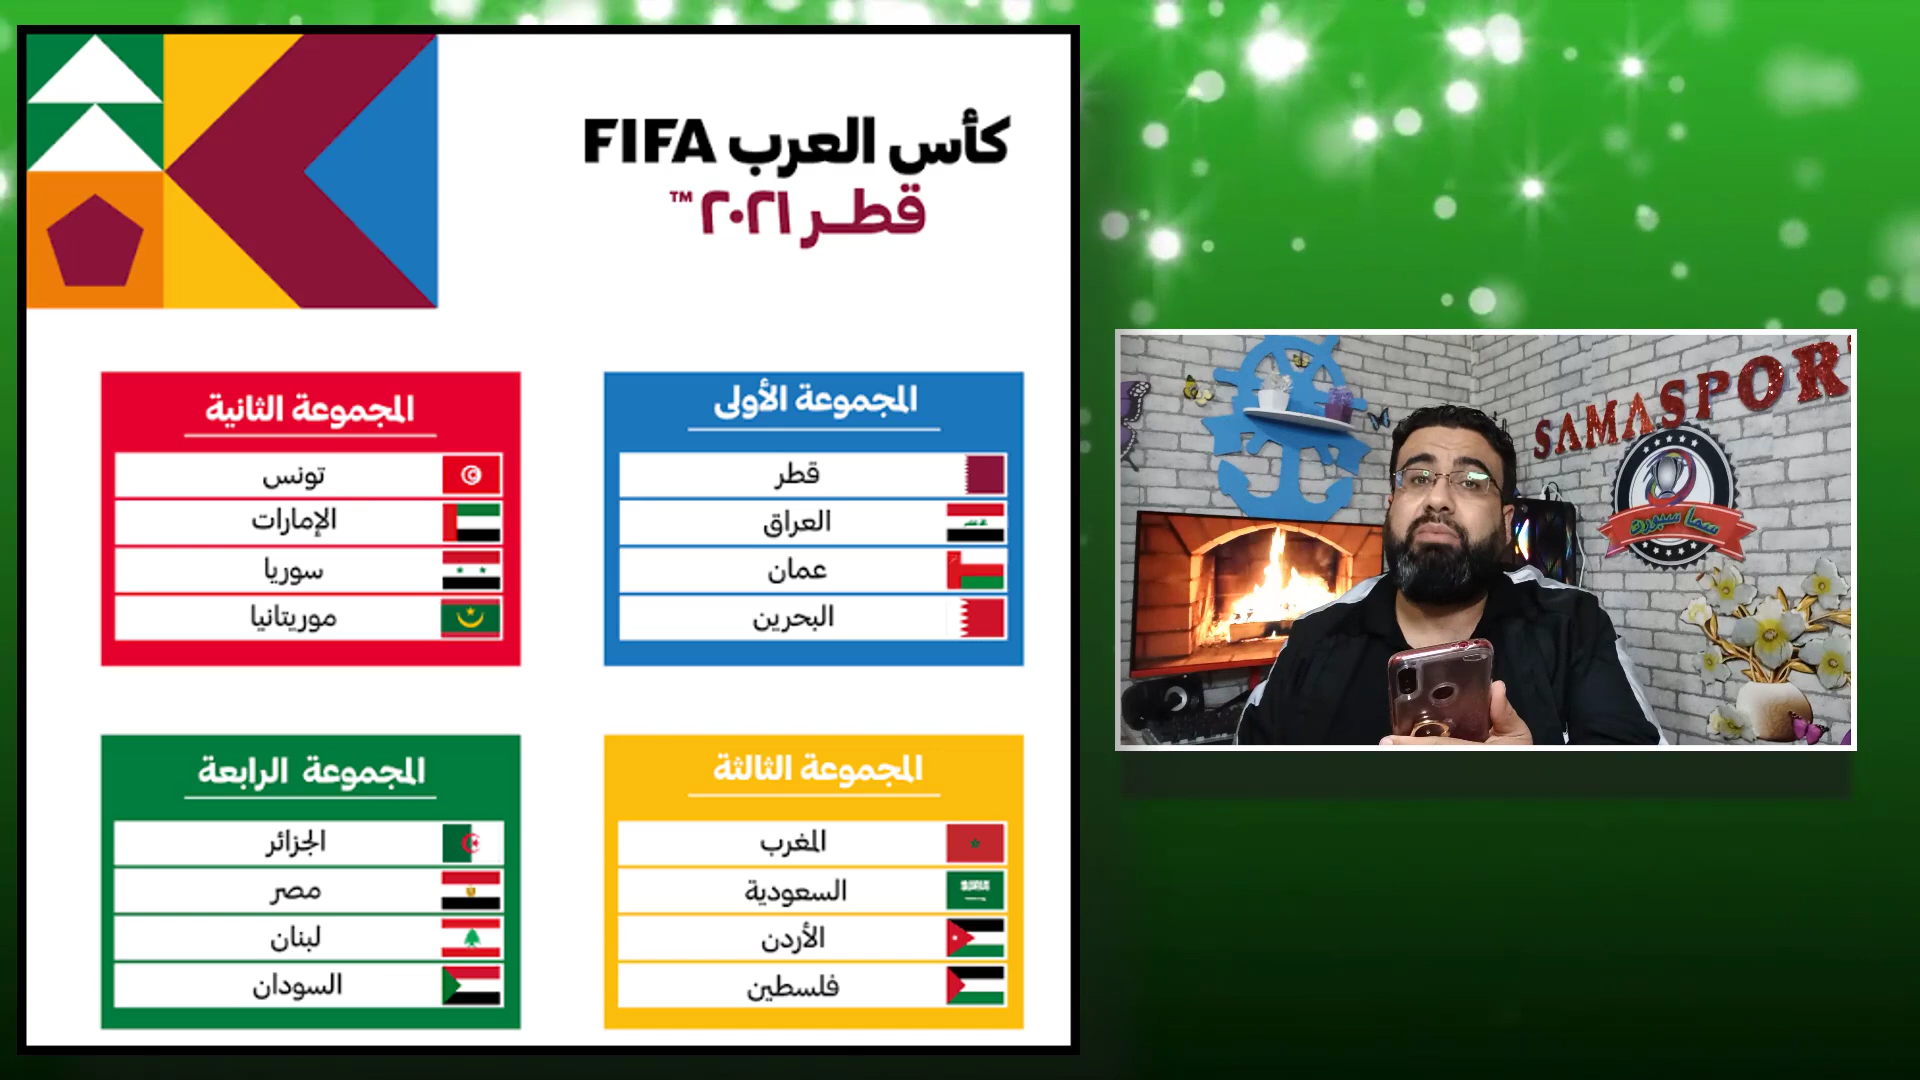 كأس العرب FIFA
قطر ٢٠٢١™
المجموعة الأولى
قطر
العراق
عمان
البحرين
المجموعة الثانية
تونس
الإمارات
سوريا
موريتانيا
المجموعة الثالثة
المغرب
السعودية
الأردن
فلسطين
المجموعة الرابعة
الجزائر
مصر
لبنان
السودان
SAMASPORT
سما سبورت